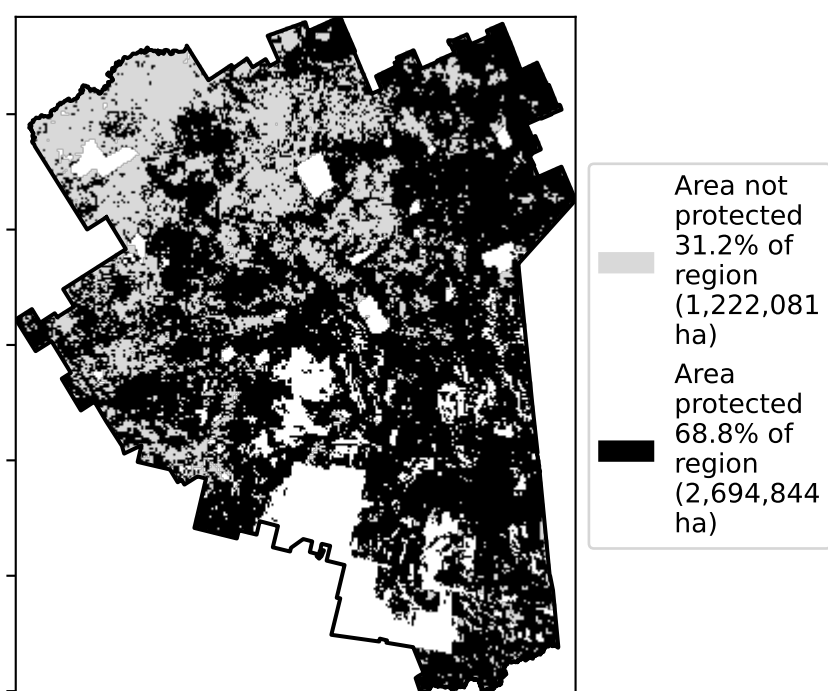 Area not
protected
31.2% of
region
(1,222,081
ha)
Area
protected
68.8% of
region
(2,694,844
ha)